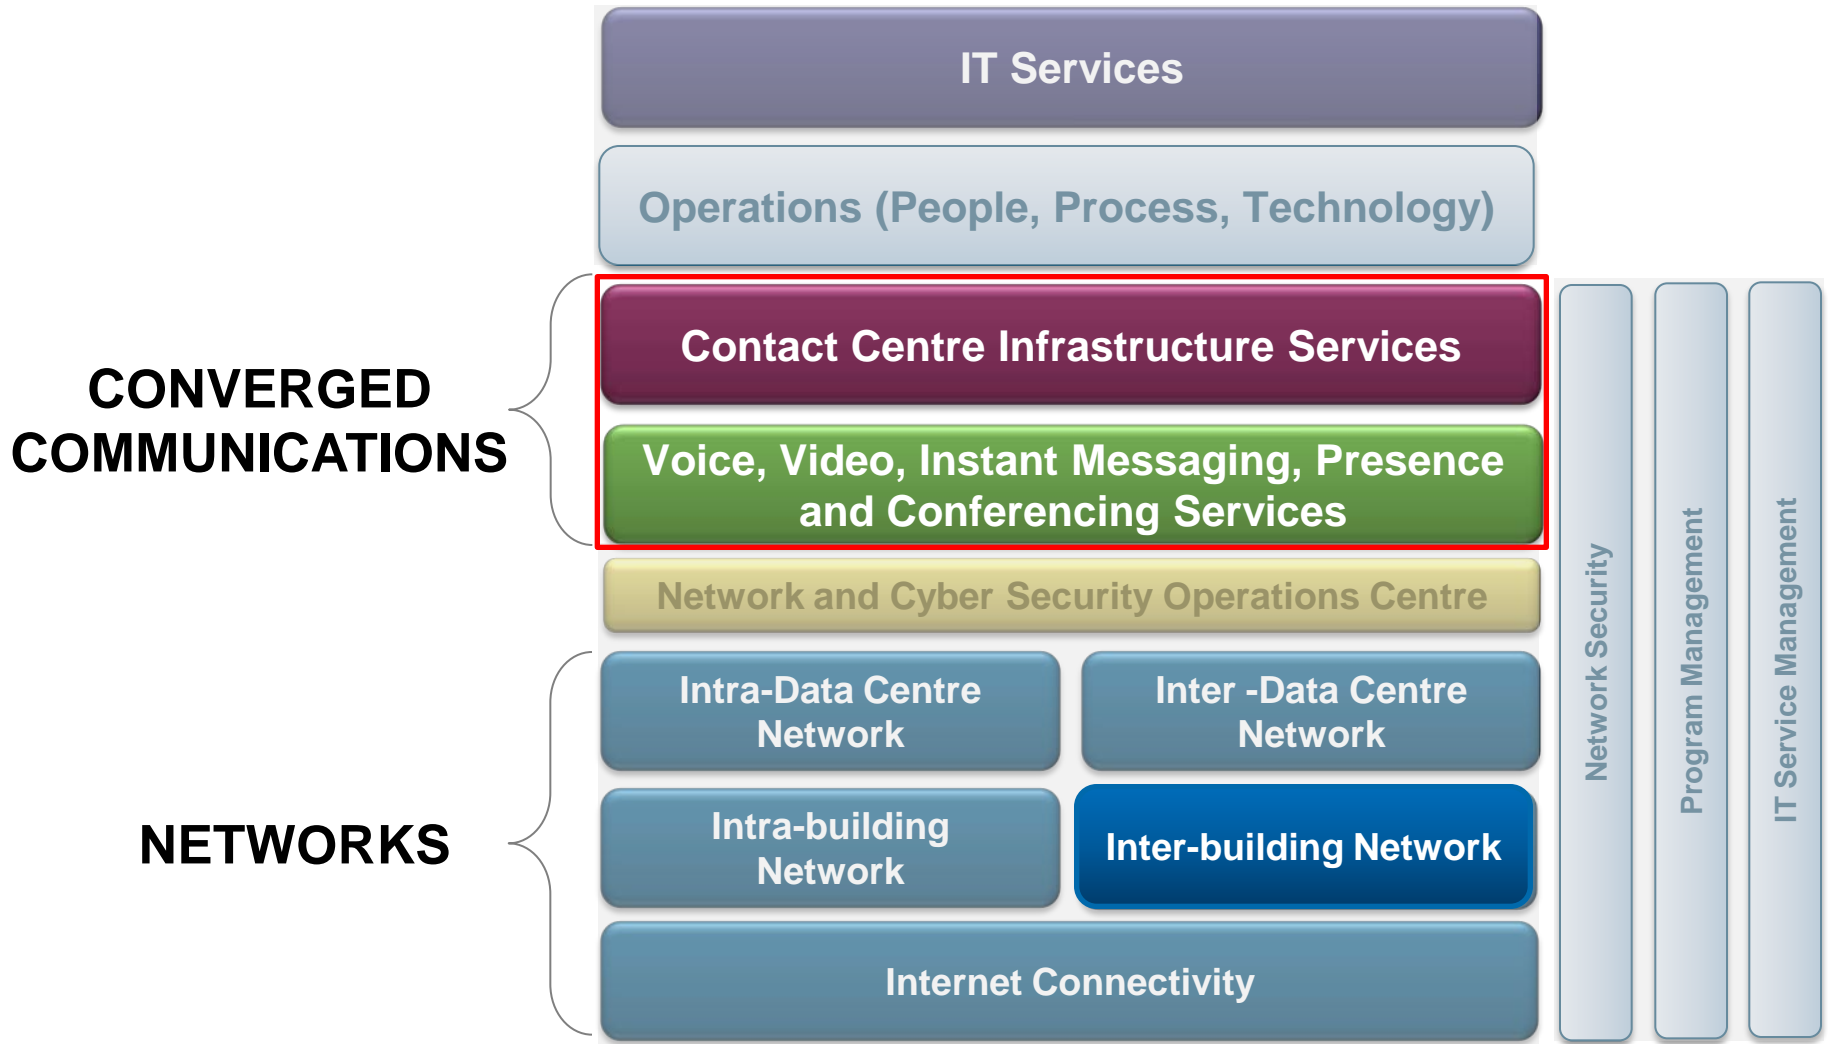 IT Services
Operations (People, Process, Technology)
CONVERGED
COMMUNICATIONS
Contact Centre Infrastructure Services
Voice, Video, Instant Messaging, Presence
and Conferencing Services
Network and Cyber Security Operations Centre
NETWORKS
Intra-Data Centre
Network
Inter -Data Centre
Network
Intra-building
Network
Inter-building Network
Internet Connectivity
Network Security
Program Management
IT Service Management